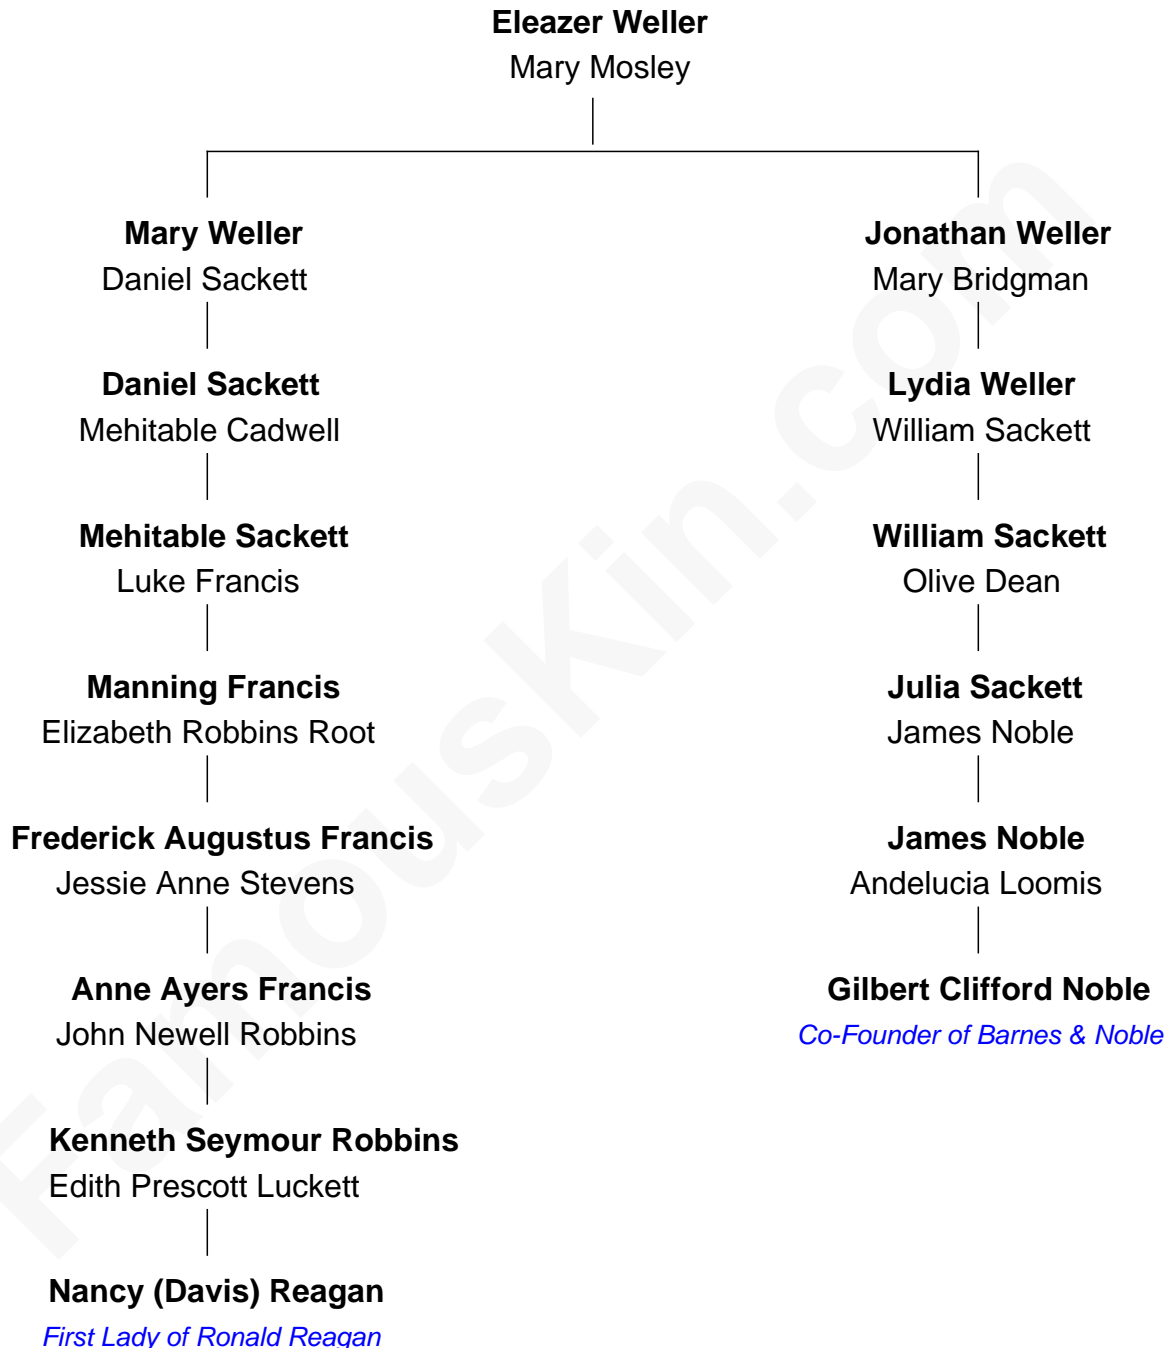 Eleazer Weller
Mary Mosley
Mary Weller
Daniel Sackett
Daniel Sackett
Mehitable Cadwell
Mehitable Sackett
Luke Francis
Manning Francis
Elizabeth Robbins Root
Frederick Augustus Francis
Jessie Anne Stevens
Anne Ayers Francis
John Newell Robbins
Kenneth Seymour Robbins
Edith Prescott Luckett
Nancy (Davis) Reagan
First Lady of Ronald Reagan
Jonathan Weller
Mary Bridgman
Lydia Weller
William Sackett
William Sackett
Olive Dean
Julia Sackett
James Noble
James Noble
Andelucia Loomis
Gilbert Clifford Noble
Co-Founder of Barnes & Noble
FamousKin.com